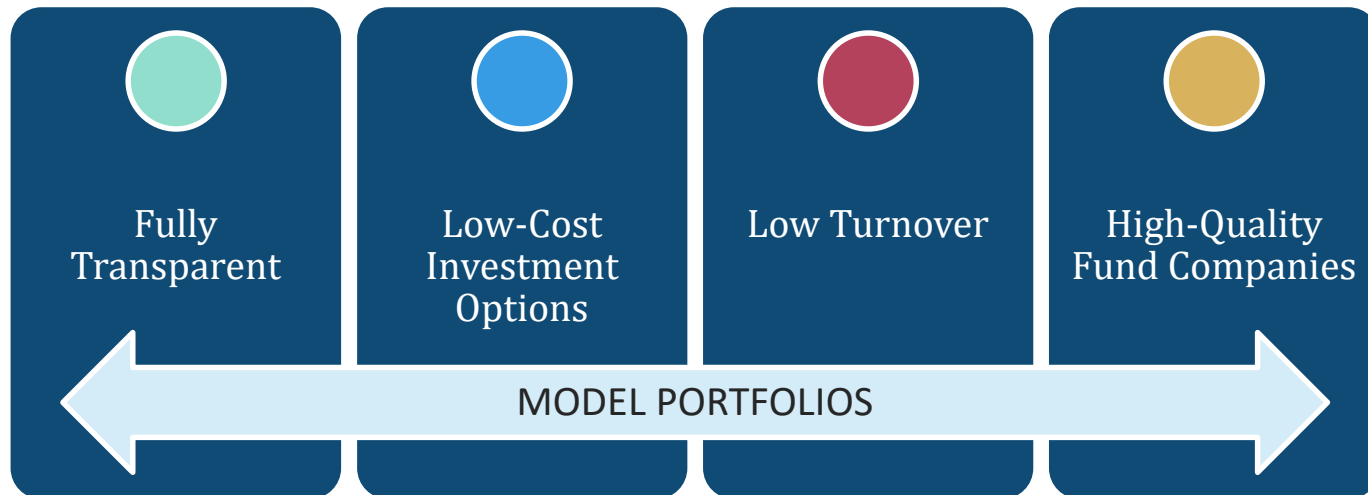 Fully
Transparent
Low-Cost
Investment
Options
Low Turnover
High-Quality
Fund Companies
MODEL PORTFOLIOS